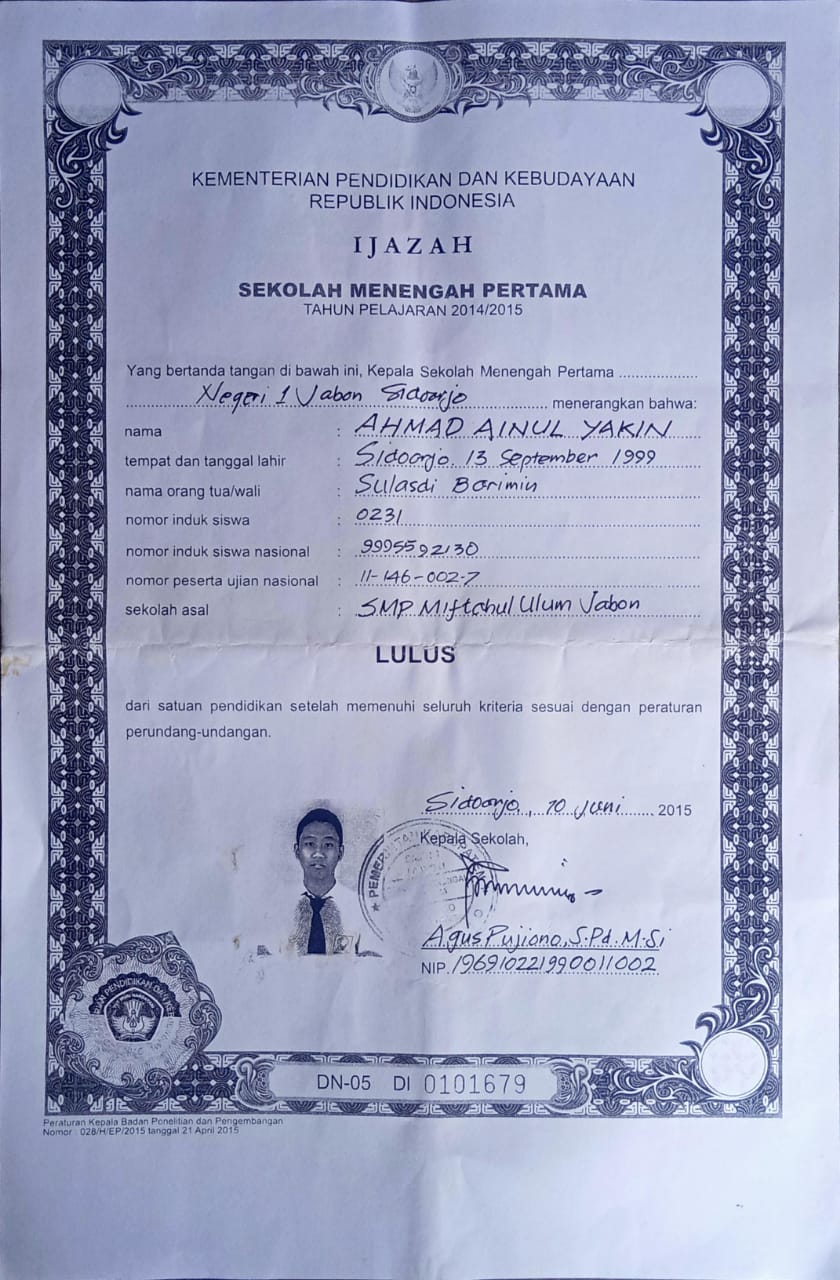 KEMENTERIAN PENDIDIKAN DAN KEBUDAYAAN
REPUBLIK INDONESIA
IJAZAH
SEKOLAH MENENGAH PERTAMA
TAHUN PELAJARAN 2014/2015
Yang bertanda tangan di bawah ini, Kepala Sekolah Menengah Pertama ..................
Negeri 1 Jabon Sidoarjo menerangkan bahwa:
nama : AHMAD AINUL YAKIN
tempat dan tanggal lahir : Sidoarjo, 13 September 1999
nama orang tua/wali : Sulasdi Barimin
nomor induk siswa : 0231
nomor induk siswa nasional : 9995592130
nomor peserta ujian nasional : 11-146-002-7
sekolah asal : SMP Miftahul Ulum Jabon
LULUS
dari satuan pendidikan setelah memenuhi seluruh kriteria sesuai dengan peraturan
perundang-undangan.
Sidoarjo, 10 Juni 2015
Kepala Sekolah,
Agus Pujiono, S.Pd. M.Si
NIP. 196910221990011002
DN-05 DI 0101679
Peraturan Kepala Badan Penelitian dan Pengembangan
Nomor : 028/H/EP/2015 tanggal 21 April 2015